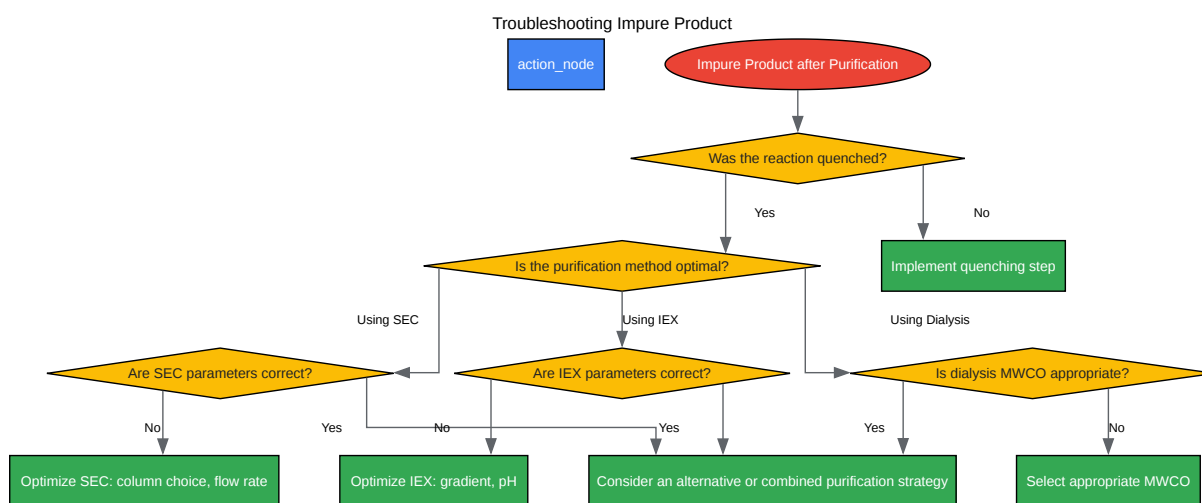 Troubleshooting Impure Product
action_node
Impure Product after Purification
Was the reaction quenched?
Yes
No
Is the purification method optimal?
Implement quenching step
Using SEC
Using IEX
Using Dialysis
Are SEC parameters correct?
Are IEX parameters correct?
Is dialysis MWCO appropriate?
No
Yes
No
Yes
Yes
No
Optimize SEC: column choice, flow rate
Optimize IEX: gradient, pH
Consider an alternative or combined purification strategy
Select appropriate MWCO